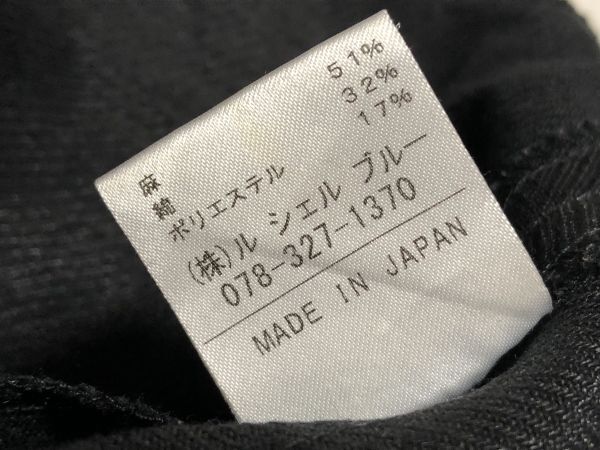 麻 51%
綿 32%
ポリエステル 17%
(株)ル シェル ブルー
078-327-1370
MADE IN JAPAN